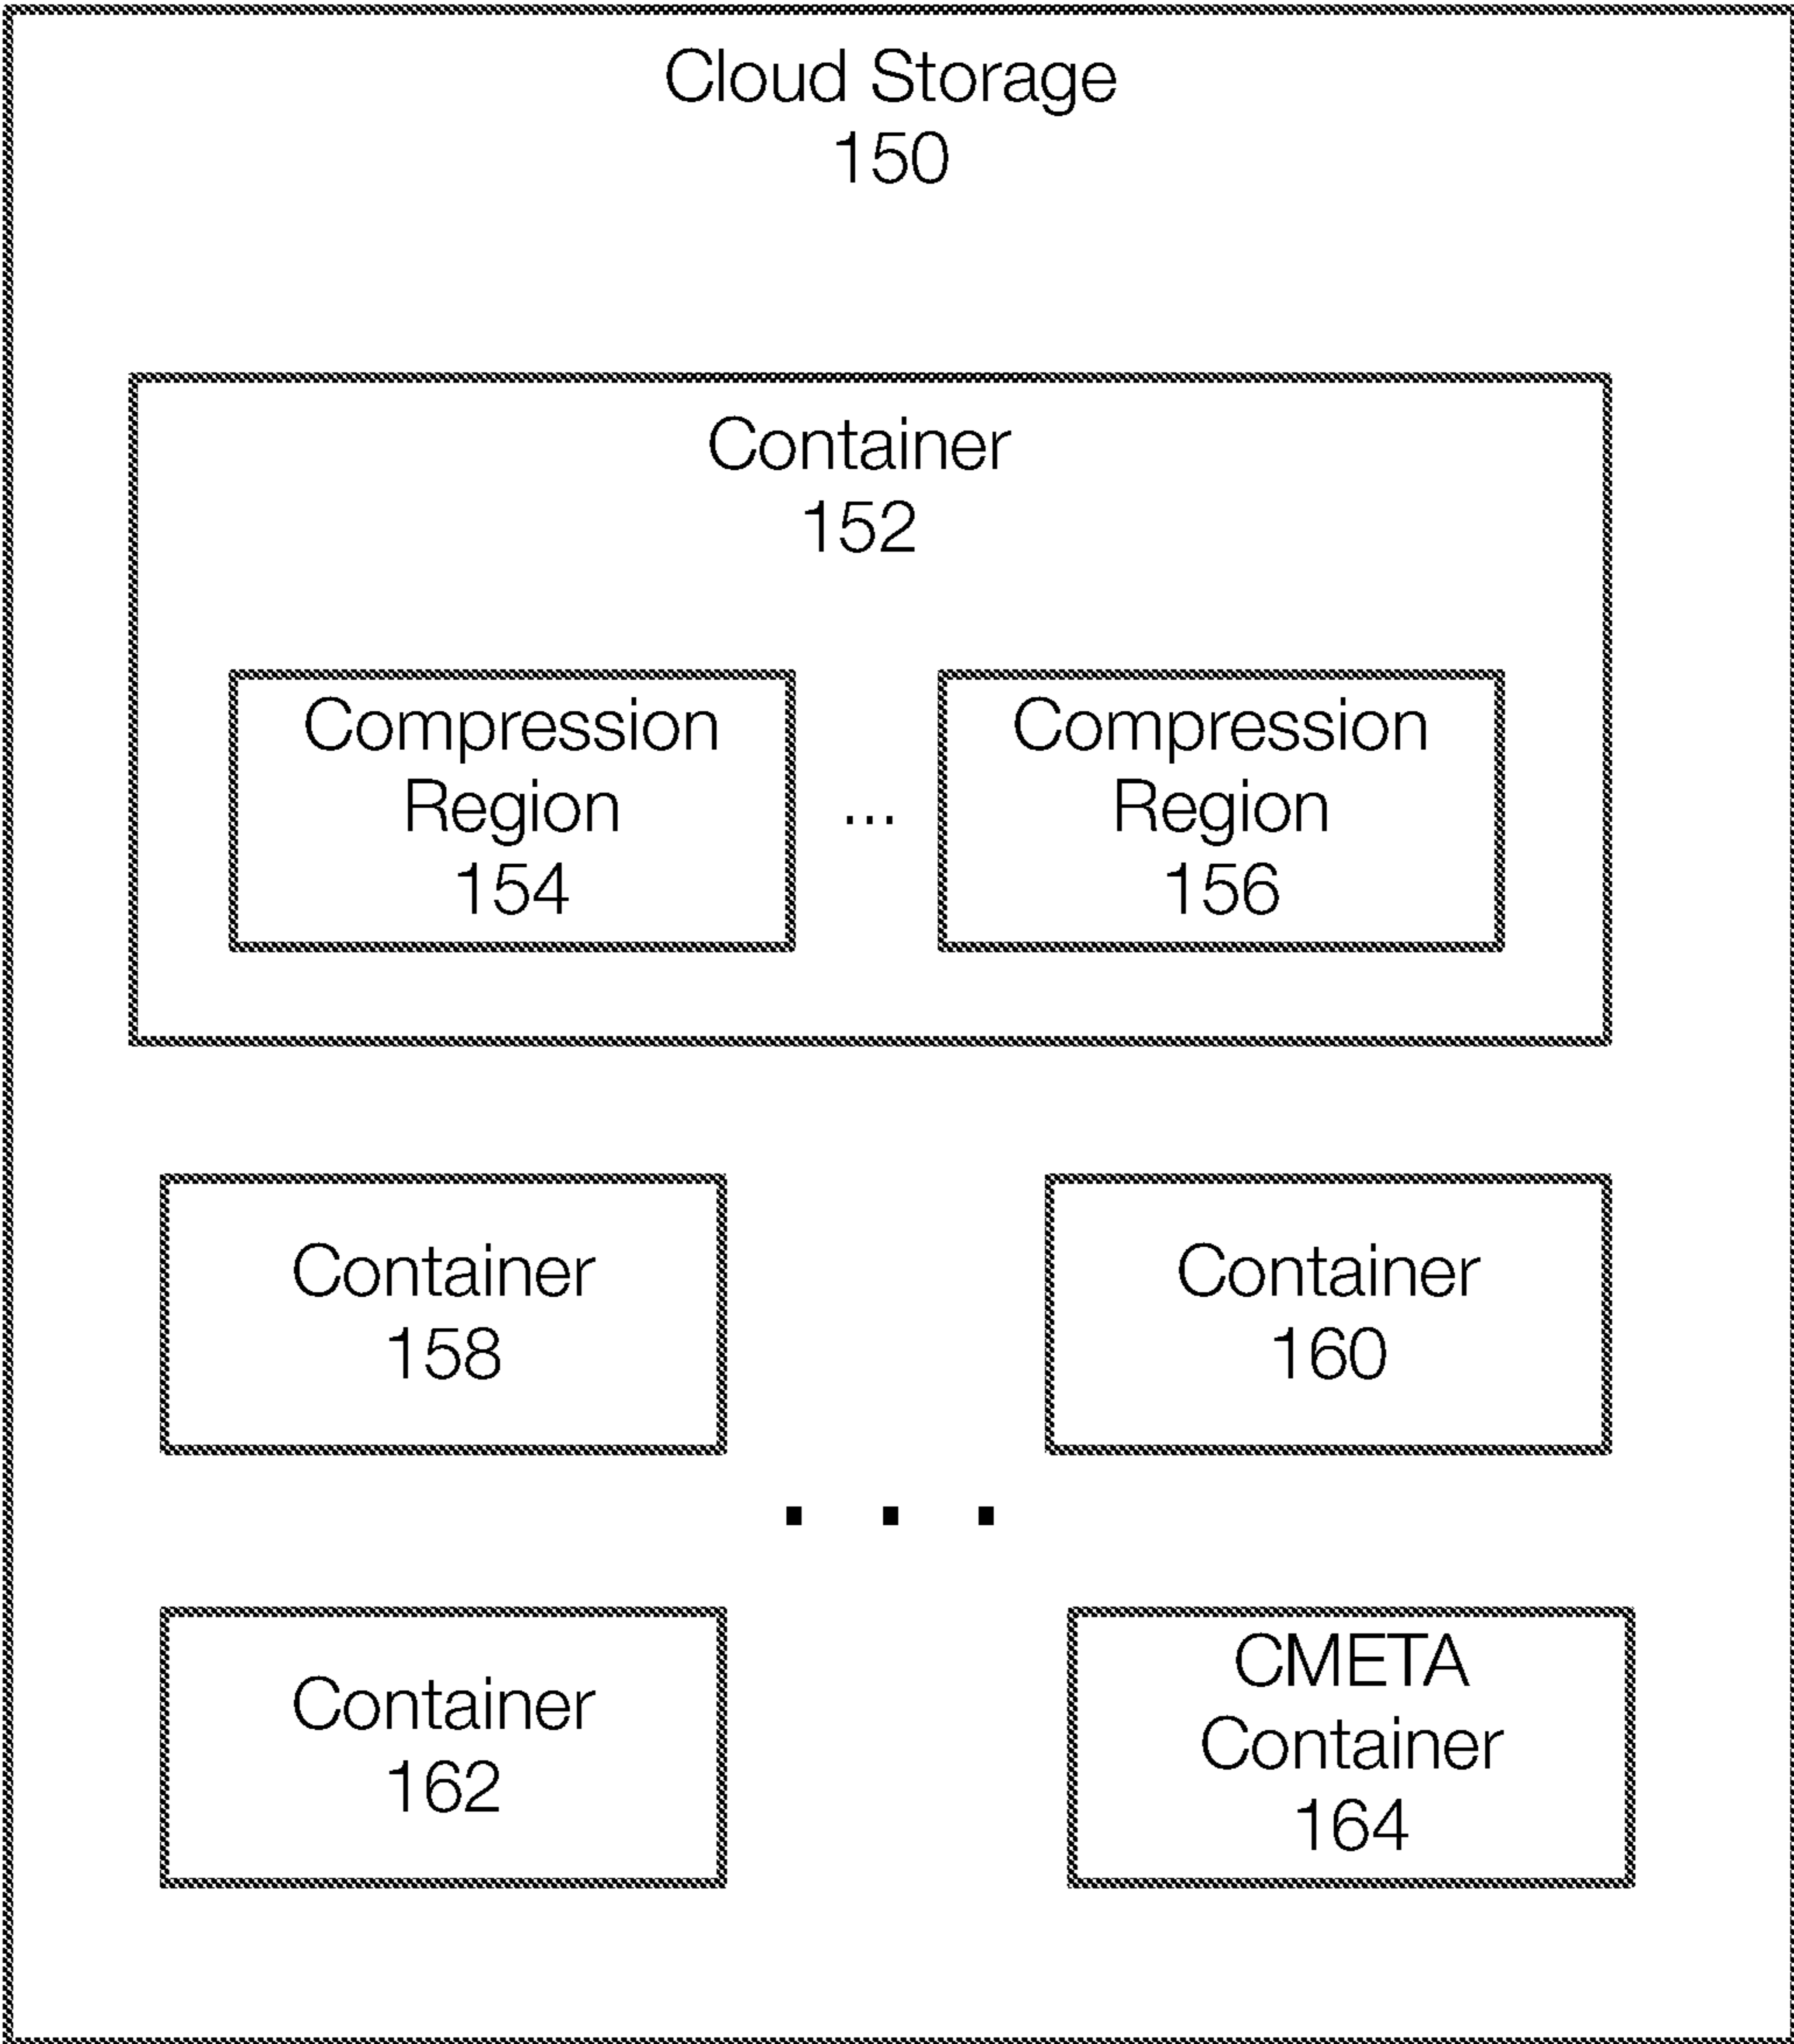 Cloud Storage
150
Container
152
Compression
Region
154
...
Compression
Region
156
Container
158
Container
160
. . .
Container
162
CMETA
Container
164